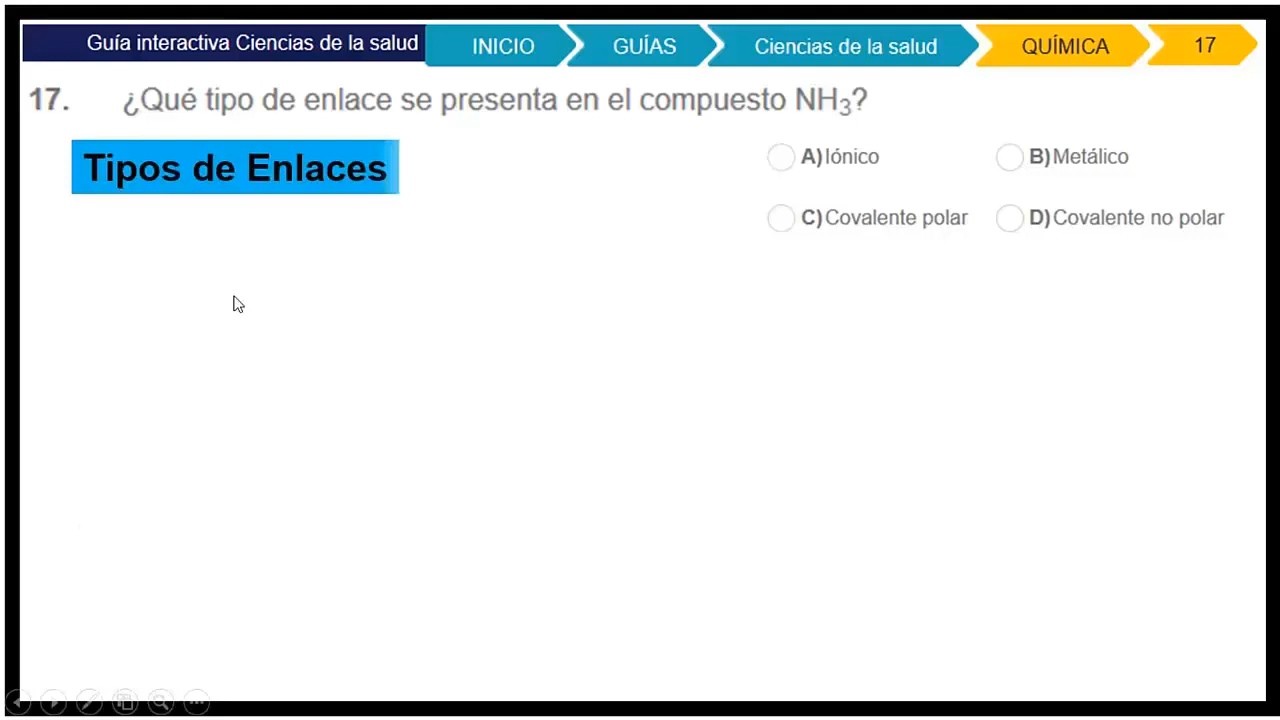 Guía interactiva Ciencias de la salud INICIO GUÍAS Ciencias de la salud QUÍMICA 17
17. ¿Qué tipo de enlace se presenta en el compuesto NH₃?
Tipos de Enlaces
A) Iónico B) Metálico
C) Covalente polar D) Covalente no polar